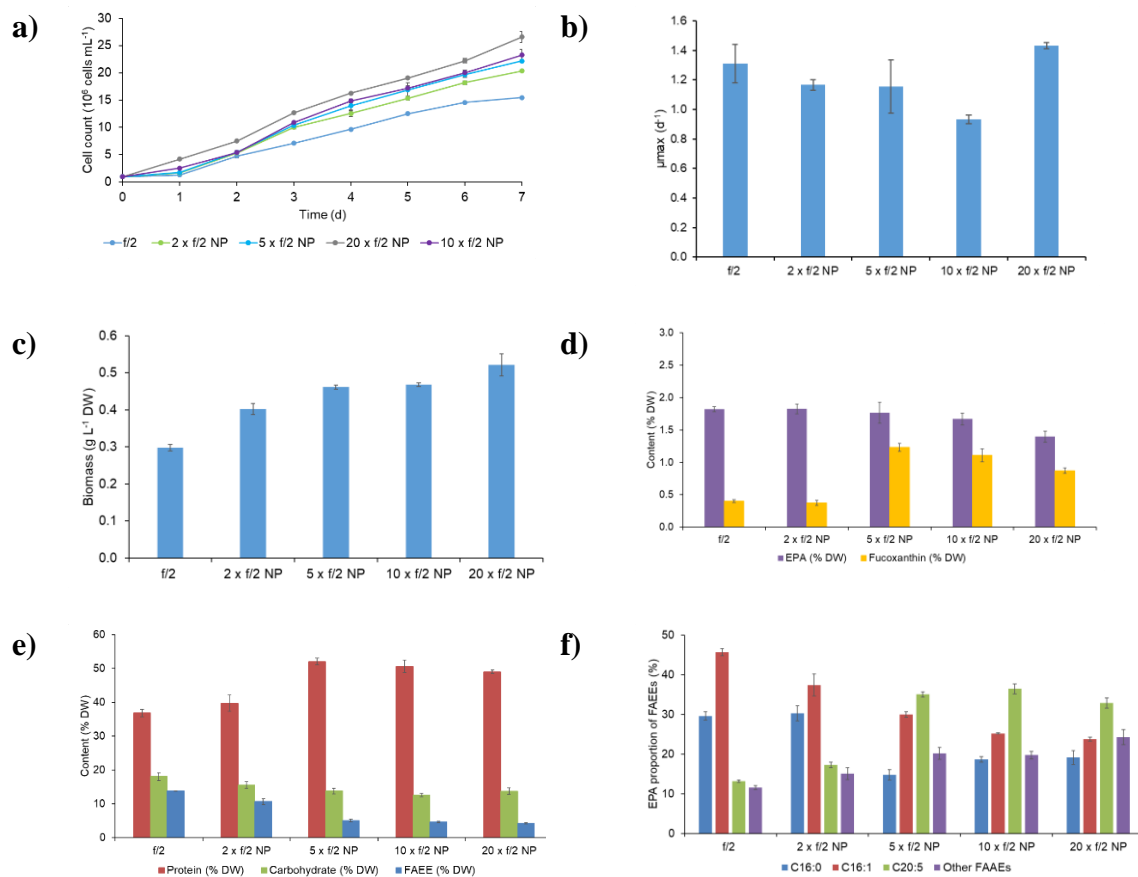 a)
Cell count (10⁶ cells mL⁻¹)
30
25
20
15
10
5
0
0 1 2 3 4 5 6 7
Time (d)
f/2 2 x f/2 NP 5 x f/2 NP 20 x f/2 NP 10 x f/2 NP
b)
µmax (d⁻¹)
1.6
1.4
1.2
1.0
0.8
0.6
0.4
0.2
0.0
f/2 2 x f/2 NP 5 x f/2 NP 10 x f/2 NP 20 x f/2 NP
c)
Biomass (g L⁻¹ DW)
0.6
0.5
0.4
0.3
0.2
0.1
0.0
f/2 2 x f/2 NP 5 x f/2 NP 10 x f/2 NP 20 x f/2 NP
d)
Content (% DW)
3.0
2.5
2.0
1.5
1.0
0.5
0.0
f/2 2 x f/2 NP 5 x f/2 NP 10 x f/2 NP 20 x f/2 NP
EPA (% DW) Fucoxanthin (% DW)
e)
Content (% DW)
60
50
40
30
20
10
0
f/2 2 x f/2 NP 5 x f/2 NP 10 x f/2 NP 20 x f/2 NP
Protein (% DW) Carbohydrate (% DW) FAEE (% DW)
f)
EPA proportion of FAEEs (%)
50
40
30
20
10
0
f/2 2 x f/2 NP 5 x f/2 NP 10 x f/2 NP 20 x f/2 NP
C16:0 C16:1 C20:5 Other FAAEs